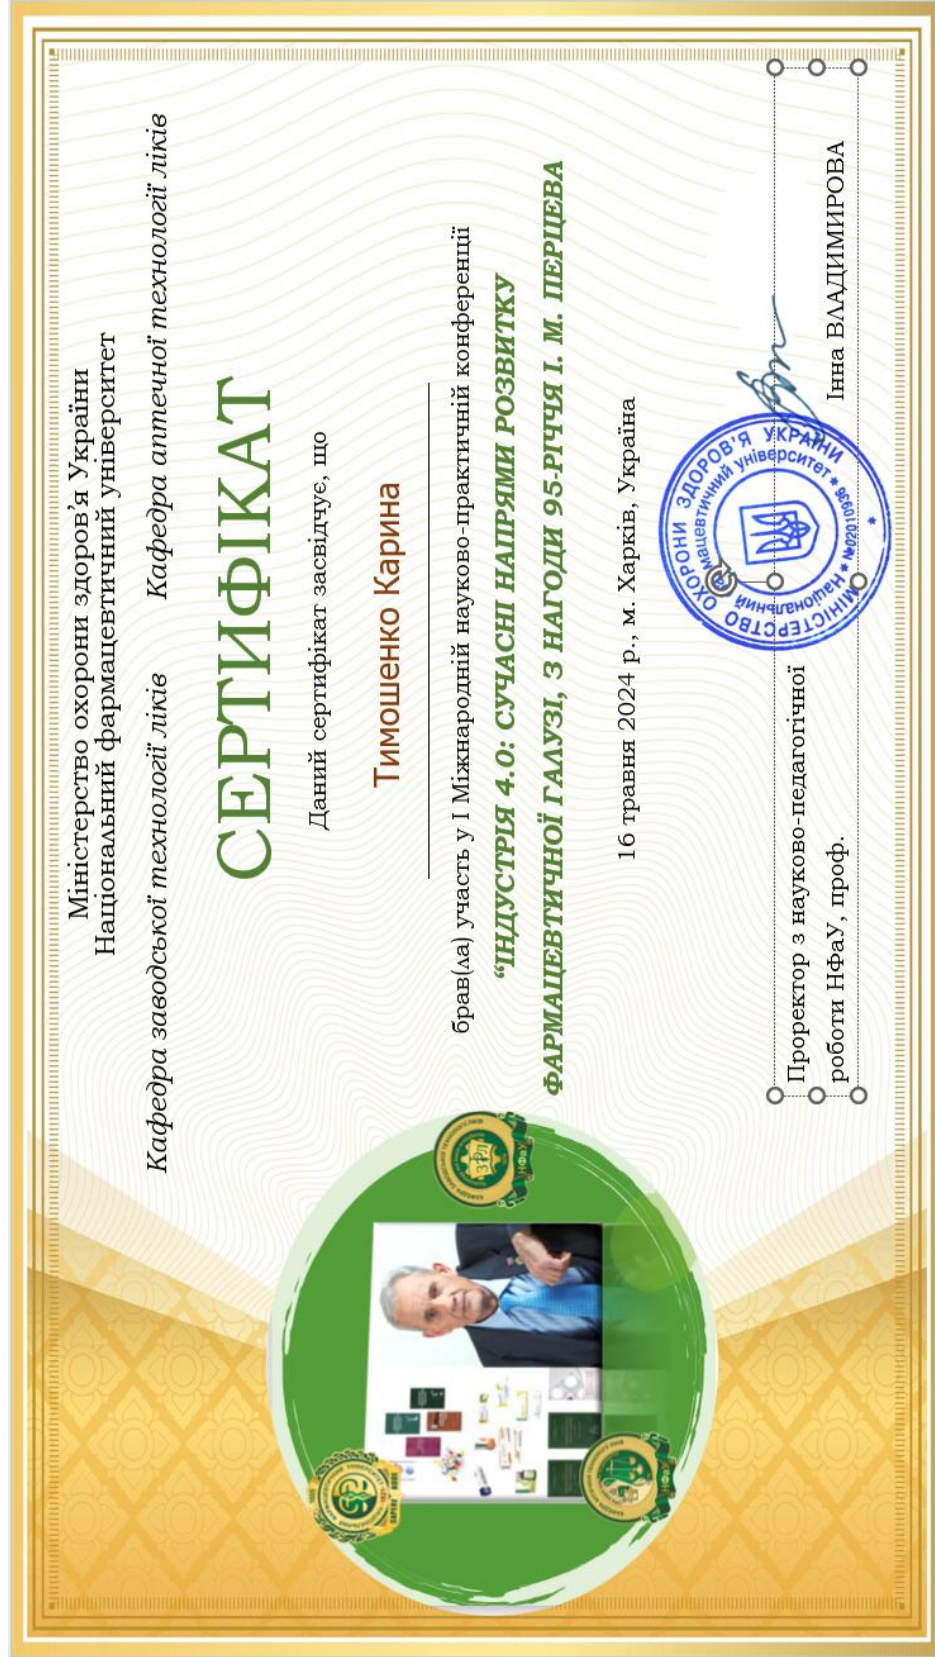 Міністерство охорони здоров'я України
Національний фармацевтичний університет
Кафедра заводської технології ліків Кафедра аптечної технології ліків
СЕРТИФІКАТ
Даний сертифікат засвідчує, що
Тимошенко Карина
брав(ла) участь у І Міжнародній науково-практичній конференції
“ІНДУСТРІЯ 4.0: СУЧАСНІ НАПРЯМИ РОЗВИТКУ
ФАРМАЦЕВТИЧНОЇ ГАЛУЗІ, З НАГОДИ 95-РІЧЧЯ І. М. ПЕРЦЕВА
16 травня 2024 р., м. Харків, Україна
Проректор з науково-педагогічної
роботи НФаУ, проф. Інна ВЛАДИМИРОВА
МІНІСТЕРСТВО ОХОРОНИ ЗДОРОВ'Я УКРАЇНИ
Національний фармацевтичний університет * №02010936 *
НФаУ
НФаУ